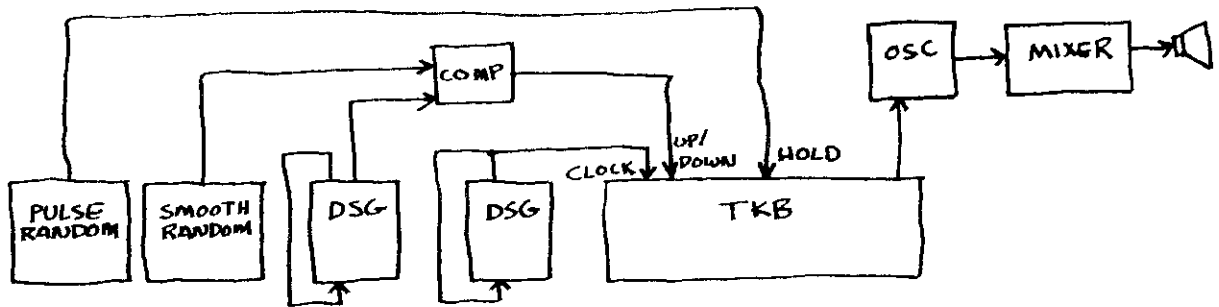 OSC
MIXER
COMP
UP/
DOWN
HOLD
CLOCK
PULSE
RANDOM
SMOOTH
RANDOM
DSG
DSG
TKB